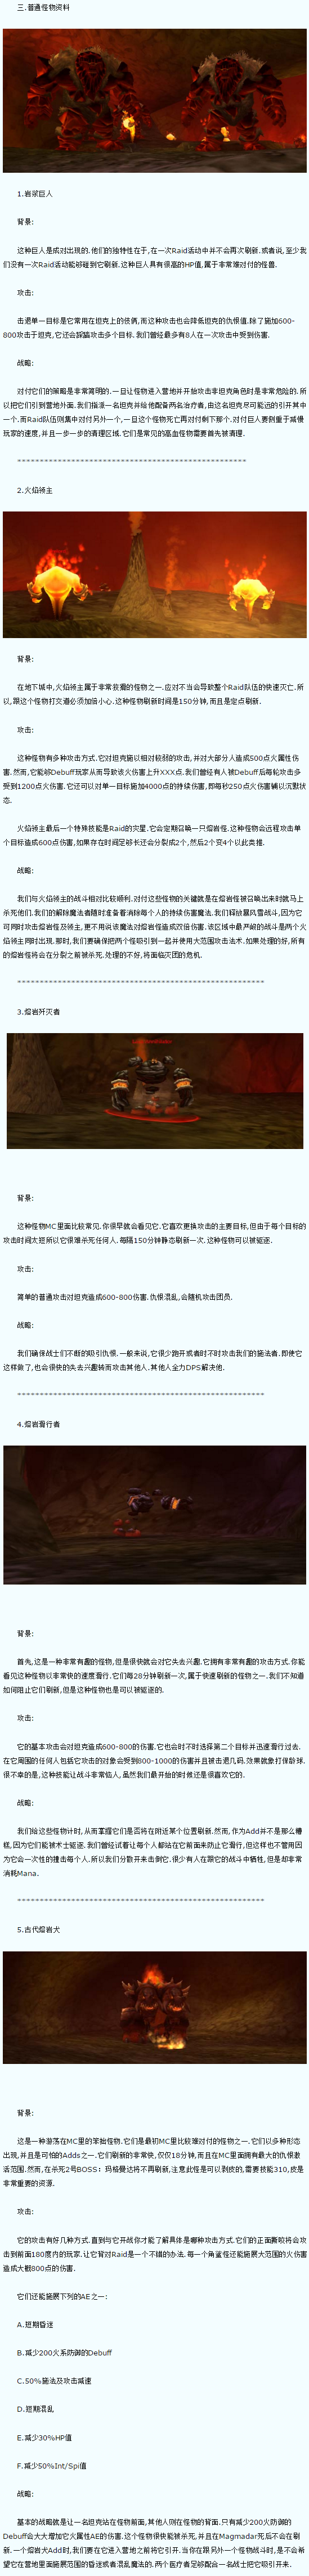 三.普通怪物资料
1.岩浆巨人
背景:
这种巨人是成对出现的.他们的独特性在于,在一次Raid活动中并不会再次刷新.或者说,至少我
们没有一次Raid活动能够碰到它刷新.这种巨人具有很高的HP值,属于非常难对付的怪兽.
攻击:
击退单一目标是它常用在坦克上的伎俩,而这种攻击也会降低坦克的仇恨值.除了施加600-
800攻击于坦克,它还会踩踏攻击多个目标.我们曾经最多有8人在一次攻击中受到伤害.
战略:
对付它们的策略是非常简明的.一旦让怪物进入营地并开始攻击非坦克角色时是非常危险的.所
以把它们引到营地外面.我们指派一名坦克并给他配备两名治疗者,由这名坦克尽可能远的引开其中
一个.而Raid队伍则集中对付另外一个,一旦这个怪物死亡再对付剩下那个.对付巨人要侧重于减慢
玩家的速度,并且一步一步的清理区域.它们是常见的高血怪物需要首先被清理.
====================================================
2.火焰领主
背景:
在地下城中,火焰领主属于非常狡猾的怪物之一.应对不当会导致整个Raid队伍的快速灭亡.所
以,跟这个怪物打交道必须加倍小心.这种怪物刷新时间是150分钟,而且是定点刷新.
攻击:
这种怪物有多种攻击方式.它对坦克施以相对较弱的攻击,并对大部分人造成500点火属性伤
害.然而,它能够Debuff玩家从而导致该火伤害上升XXX点.我们曾经有人被Debuff后每轮攻击多
受到1200点火伤害.它还可以对单一目标施加4000点的持续伤害,即每秒250点火伤害辅以沉默状
态.
火焰领主最后一个特殊技能是Raid的灾星.它会定期召唤一只熔岩怪.这种怪物会远程攻击单
个目标造成600点伤害,如果存在时间足够长还会分裂成2个,然后2个变4个以此类推.
战略:
我们与火焰领主的战斗相对比较顺利.对付这些怪物的关键就是在熔岩怪被召唤出来时就马上
杀死他们.我们的解除魔法者随时准备着消除每个人的持续伤害魔法.我们释放暴风雪战斗,因为它
可同时攻击熔岩怪及领主,更不用说该魔法对熔岩怪造成双倍伤害.该区域中最严峻的战斗是两个火
焰领主同时出现.那时,我们要确保把两个怪吸引到一起并使用大范围攻击法术.如果处理的好,所有
的熔岩怪将会在分裂之前被杀死.处理的不好,将面临灭团的危机.
========================================================
3.熔岩歼灭者
背景:
这种怪物MC里面比较常见.你很早就会看见它.它喜欢更换攻击的主要目标,但由于每个目标的
攻击时间太短所以它很难杀死任何人.每隔150分钟静态刷新一次.这种怪物可以被驱逐.
攻击:
简单的普通攻击对坦克造成600-800伤害.仇恨混乱,会随机攻击团员.
战略:
我们确保战士们不断的吸引仇恨.一般来说,它很少跑开或者时不时攻击我们的施法者.即使它
这样做了,也会很快的失去兴趣转而攻击其他人.其他人全力DPS解决他.
========================================================
4.熔岩滑行者
背景:
首先,这是一种非常有趣的怪物,但是很快就会对它失去兴趣.它拥有非常有趣的攻击方式.你能
看见这种怪物以非常快的速度滑行.它们每28分钟刷新一次,属于快速刷新的怪物之一.我们不知道
如何阻止它们刷新,但是这种怪物也是可以被驱逐的.
攻击:
它的基本攻击会对坦克造成600-800的伤害.它也会时不时选择第二个目标并迅速滑行过去.
在它周围的任何人包括它攻击的对象会受到800-1000的伤害并且被击退几码.效果就象打保龄球.
很不幸的是,这种技能让战斗非常恼人,虽然我们最开始的时候还是很喜欢它的.
战略:
我们给这些怪物计时,从而掌握它们是否将在附近某个位置刷新.然而,作为Add并不是那么糟
糕,因为它们能被术士驱逐.我们曾经试着让每个人都站在它前面来防止它滑行,但这样也不管用因
为它会一次性的撞击每个人.所以我们分散开来击倒它.很少有人在跟它的战斗中牺牲,但是却非常
消耗Mana.
========================================================
5.古代熔岩犬
背景:
这是一种游荡在MC里的笨拙怪物.它们是最初MC里比较难对付的怪物之一.它们以多种形态
出现,并且是可怕的Adds之一.它们刷新的非常快,仅仅18分钟,而且在MC里面拥有最大的仇恨激
活范围.然而,在杀死2号BOSS：玛格曼达将不再刷新,注意此怪是可以剥皮的,需要技能310,皮是
非常重要的资源.
攻击:
它的攻击有好几种方式.直到与它开战你才能了解具体是哪种攻击方式.它们的正面撕咬将会攻
击到前面180度内的玩家.让它背对Raid是一个不错的办法.每一个角鲨怪还能施展大范围的火伤害
造成大概800点的伤害.
它们还能施展下列的AE之一:
A.短期昏迷
B.减少200火系防御的Debuff
C.50%施法及攻击减速
D.短期混乱
E.减少30%HP值
F.减少50%Int/Spi值
战略:
基本的战略就是让一名坦克站在怪物前面,其他人则在怪物的背面.只有减少200火防御的
Debuff会大大增加它火属性AE的伤害.这个怪物很快能被杀死,并且在Magmadar死后不会在刷
新.一个熔岩犬Add时,我们要在它进入营地之前将它引开.当你在跟另外一个怪物战斗时,是不会希
望它在营地里面施展范围的昏迷或者混乱魔法的.两个医疗者足够配合一名战士把它吸引开来.